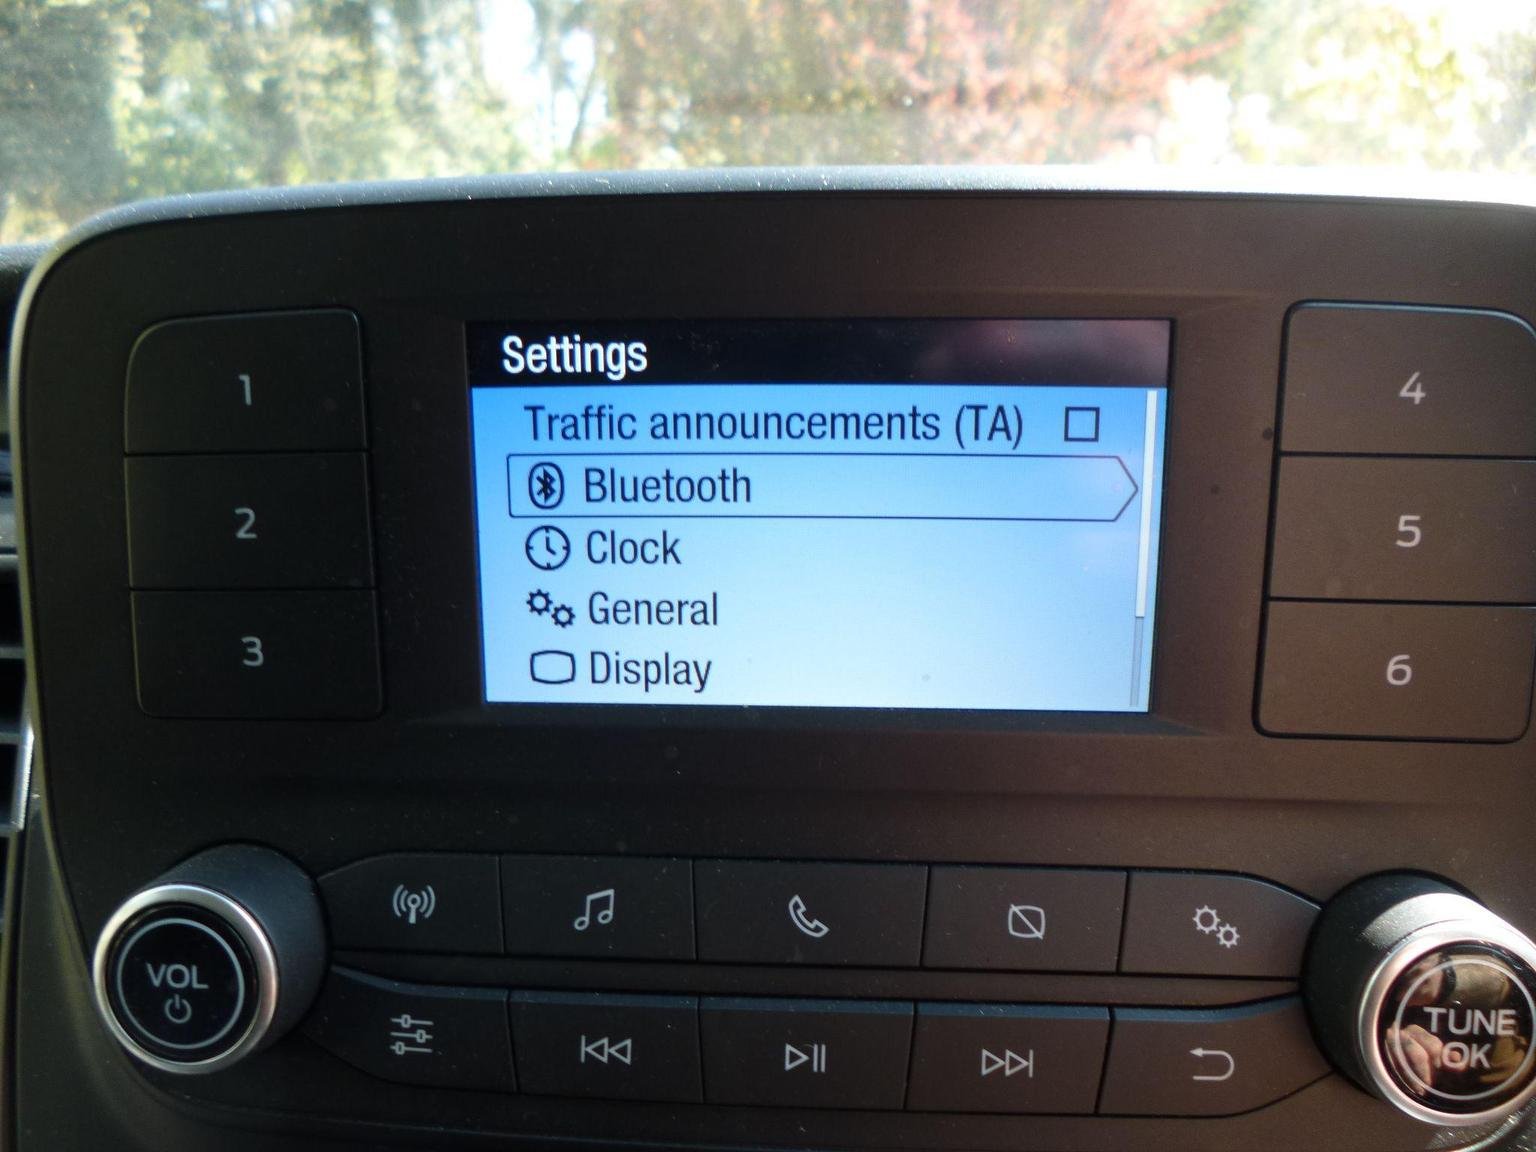 Settings
Traffic announcements (TA)
Bluetooth
Clock
General
Display
1
2
3
4
5
6
VOL
TUNE
OK